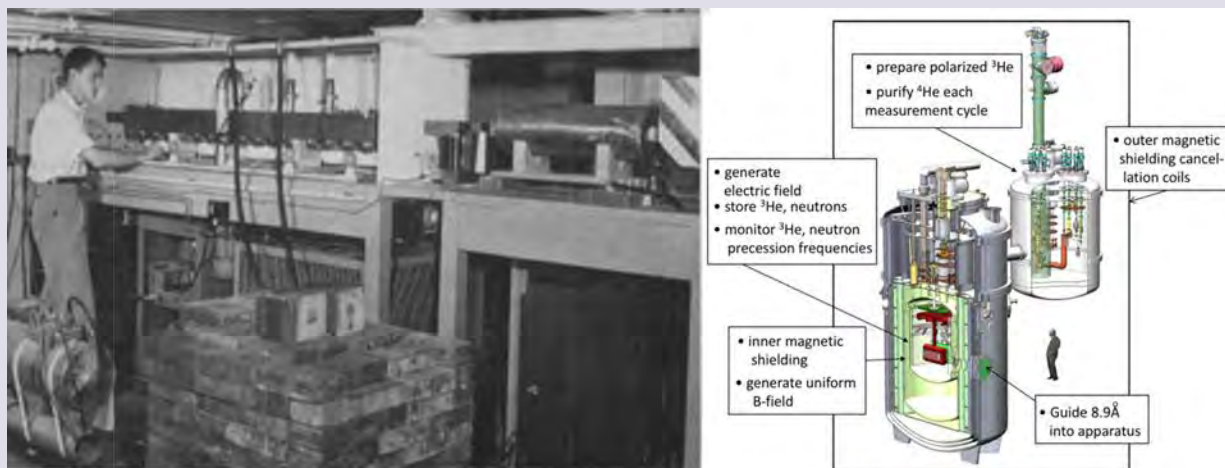 • prepare polarized ³He
• purify ⁴He each
measurement cycle
• outer magnetic
shielding cancel-
lation coils
• generate
electric field
• store ³He, neutrons
• monitor ³He, neutron
precession frequencies
• inner magnetic
shielding
• generate uniform
B-field
• Guide 8.9Å
into apparatus